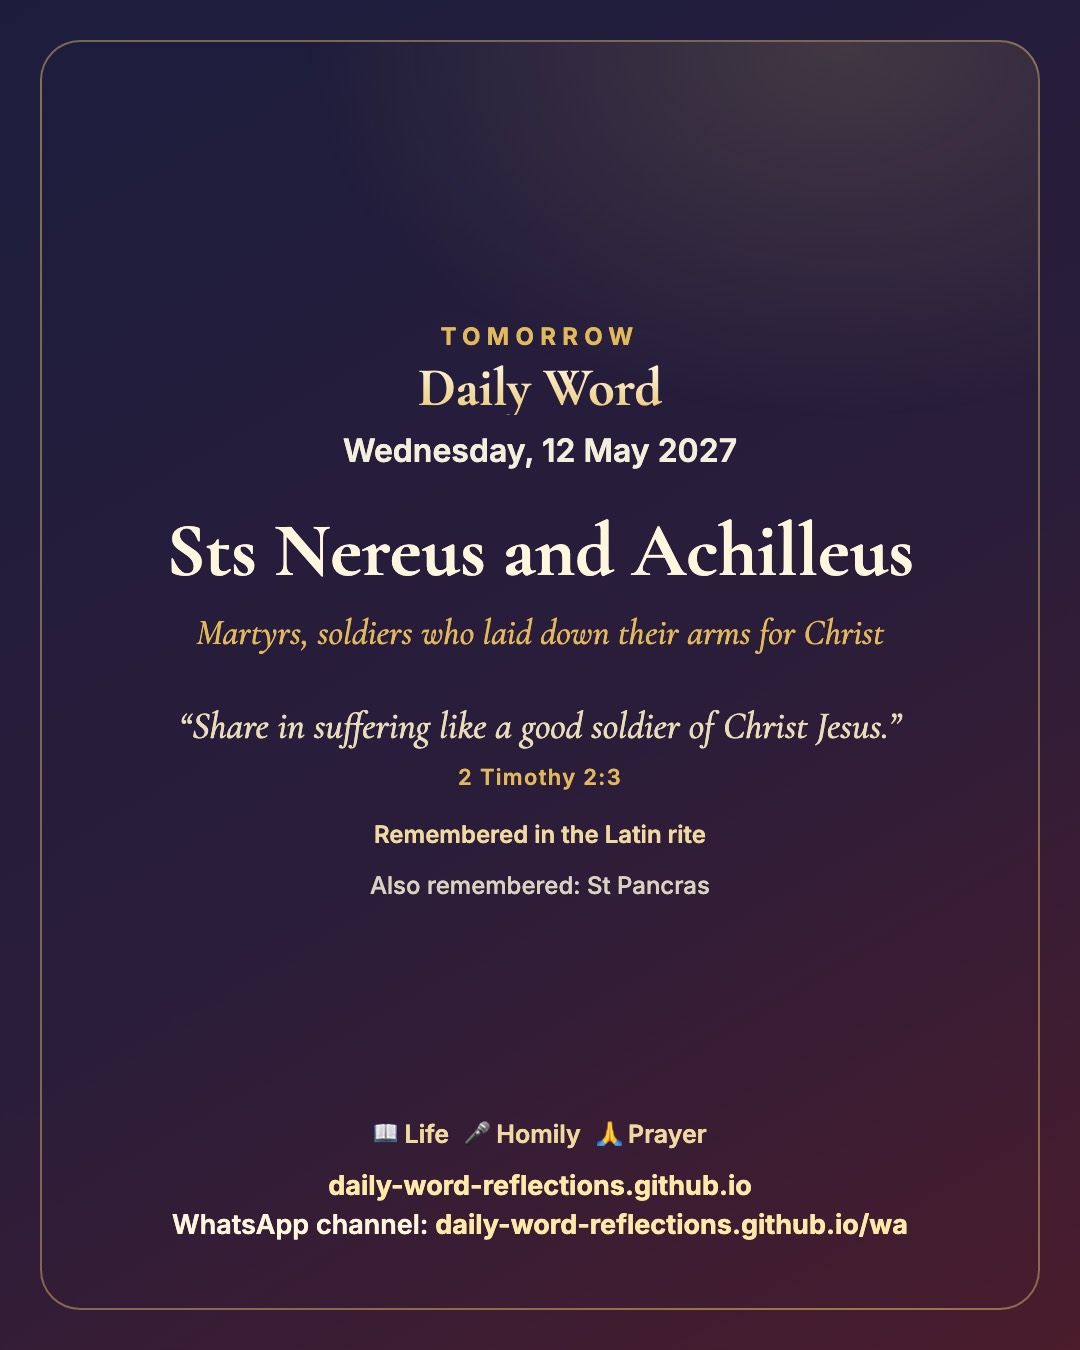 TOMORROW
Daily Word
Wednesday, 12 May 2027
Sts Nereus and Achilleus
Martyrs, soldiers who laid down their arms for Christ
“Share in suffering like a good soldier of Christ Jesus.”
2 Timothy 2:3
Remembered in the Latin rite
Also remembered: St Pancras
📖 Life 🎤 Homily 🙏 Prayer
daily-word-reflections.github.io
WhatsApp channel: daily-word-reflections.github.io/wa